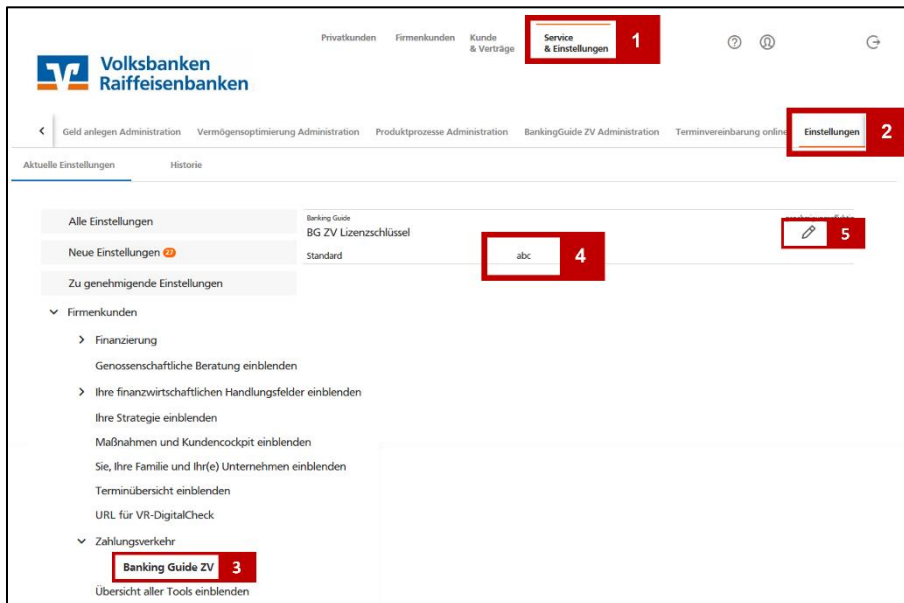 Privatkunden Firmenkunden Kunde & Verträge Service & Einstellungen 1
Volksbanken
Raiffeisenbanken
Geld anlegen Administration Vermögensoptimierung Administration Produktprozesse Administration BankingGuide ZV Administration Terminvereinbarung online Einstellungen 2
Aktuelle Einstellungen Historie
Alle Einstellungen
Neue Einstellungen 27
Zu genehmigende Einstellungen
Banking Guide
BG ZV Lizenzschlüssel
5
Standard abc 4
Firmenkunden
Finanzierung
Genossenschaftliche Beratung einblenden
Ihre finanzwirtschaftlichen Handlungsfelder einblenden
Ihre Strategie einblenden
Maßnahmen und Kundencockpit einblenden
Sie, Ihre Familie und Ihr(e) Unternehmen einblenden
Terminübersicht einblenden
URL für VR-DigitalCheck
Zahlungsverkehr
Banking Guide ZV 3
Übersicht aller Tools einblenden